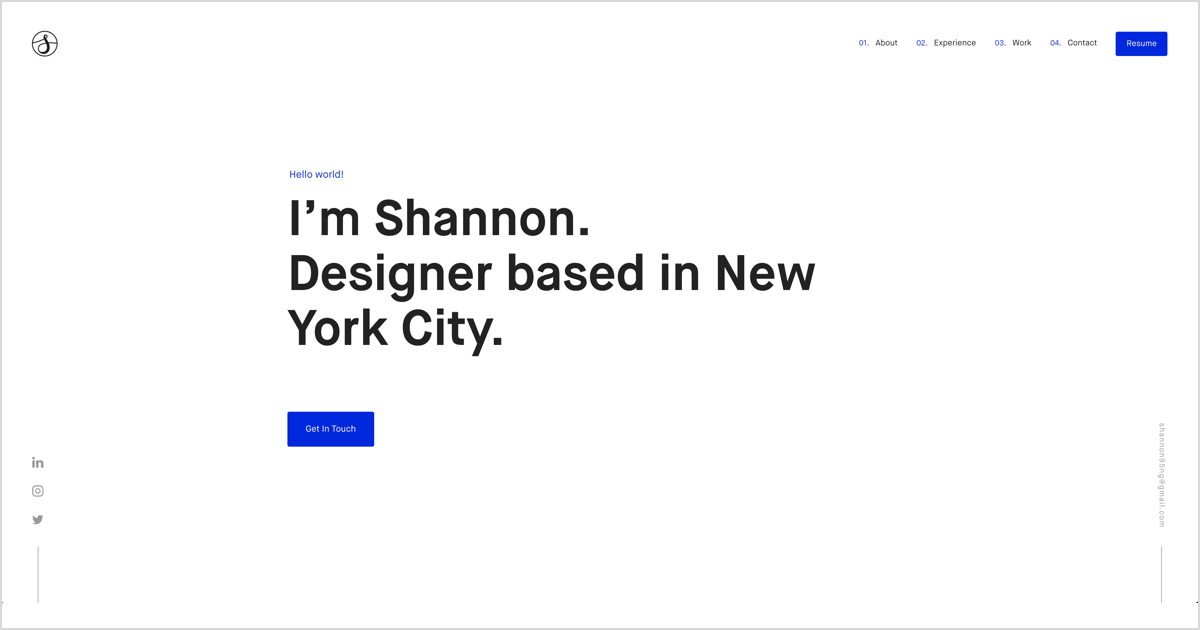 01. About 02. Experience 03. Work 04. Contact Resume
Hello world!
I’m Shannon.
Designer based in New
York City.
Get In Touch
in
shannon95ng@gmail.com